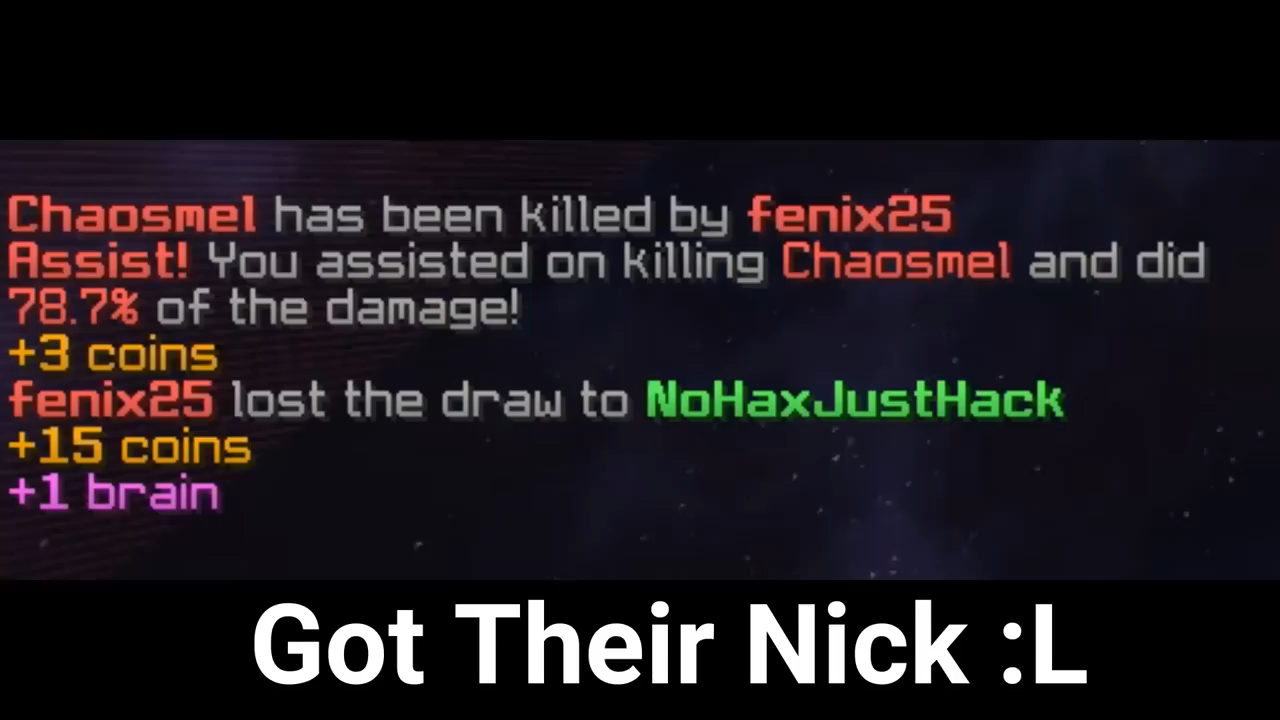 Chaosmel has been killed by fenix25
Assist! You assisted on killing Chaosmel and did
78.7% of the damage!
+3 coins
fenix25 lost the draw to NoHaxJustHack
+15 coins
+1 brain
Got Their Nick :L